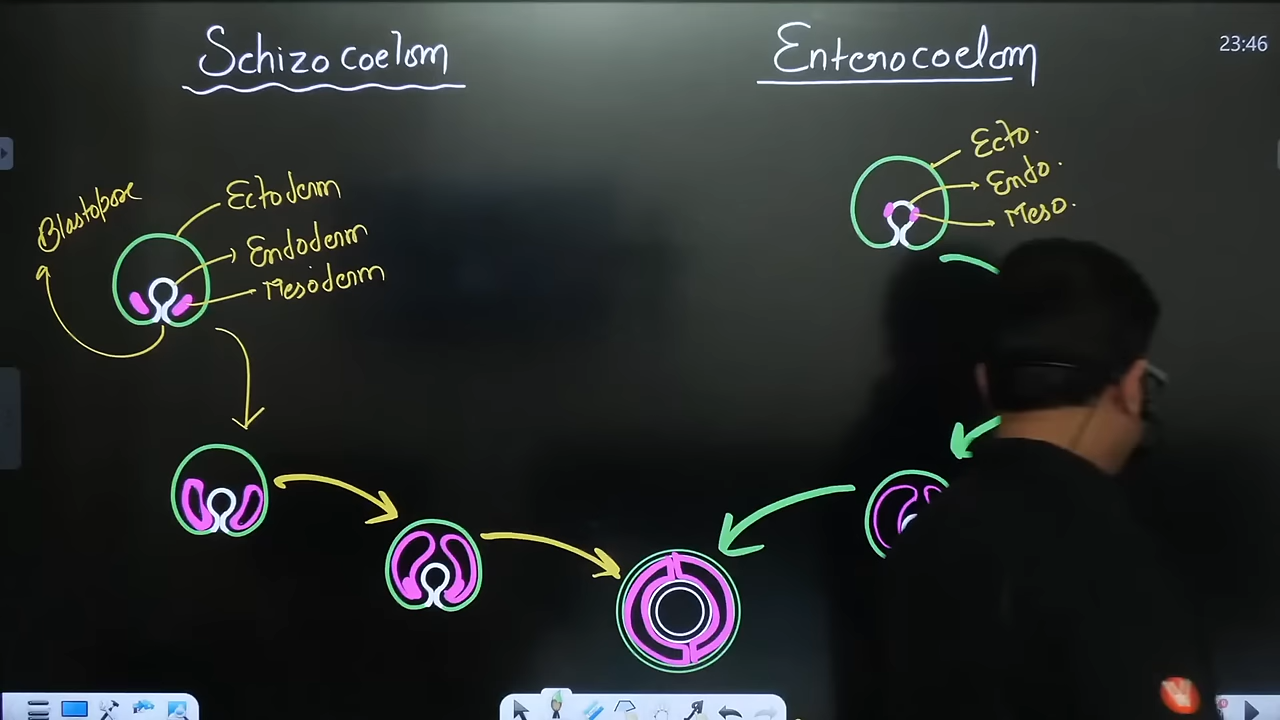 Schizocoelom
Enterocoelom
23:46
Blastopore
Ectoderm
Endoderm
Mesoderm
Ecto.
Endo.
Meso.